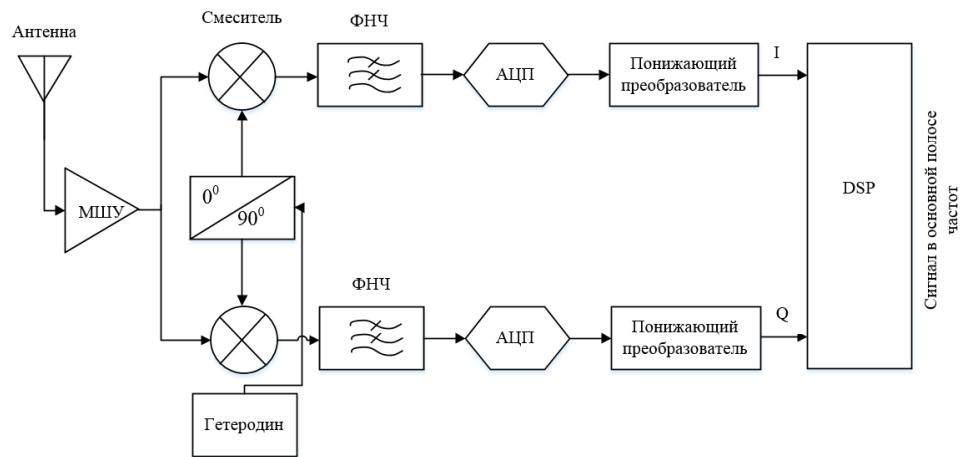 Антенна
Смеситель
ФНЧ
АЦП
Понижающий
преобразователь
I
МШУ
0⁰
90⁰
DSP
Сигнал в основной полосе
частот
ФНЧ
АЦП
Понижающий
преобразователь
Q
Гетеродин